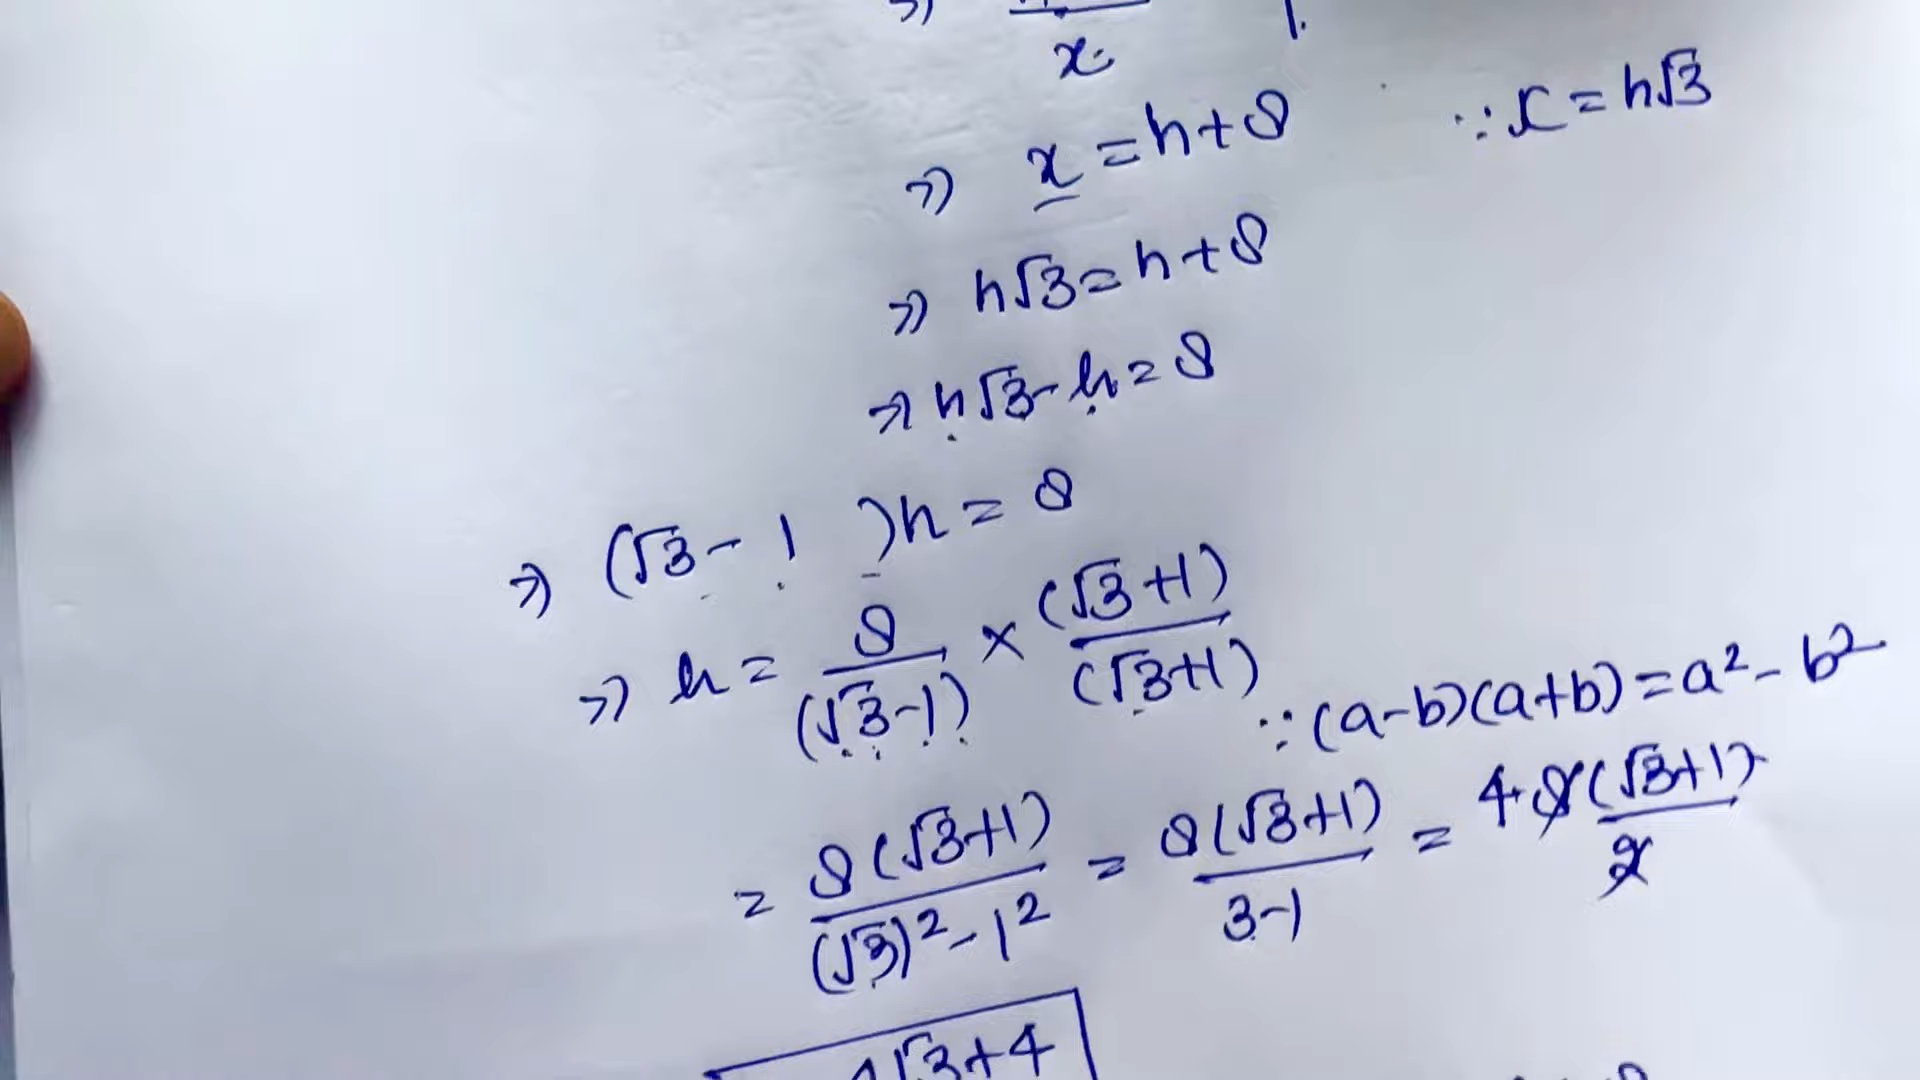 x
⇒ x = h+8 ∵ x = h√3
⇒ h√3 = h+8
⇒ h√3 - h = 8
⇒ (√3 - 1 )h = 8
⇒ h = 8/(√3-1) × (√3+1)/(√3+1)
∵ (a-b)(a+b) = a² - b²
= 8(√3+1)/(√3)²-1² = 8(√3+1)/3-1 = 4 8(√3+1)/2
4√3+4